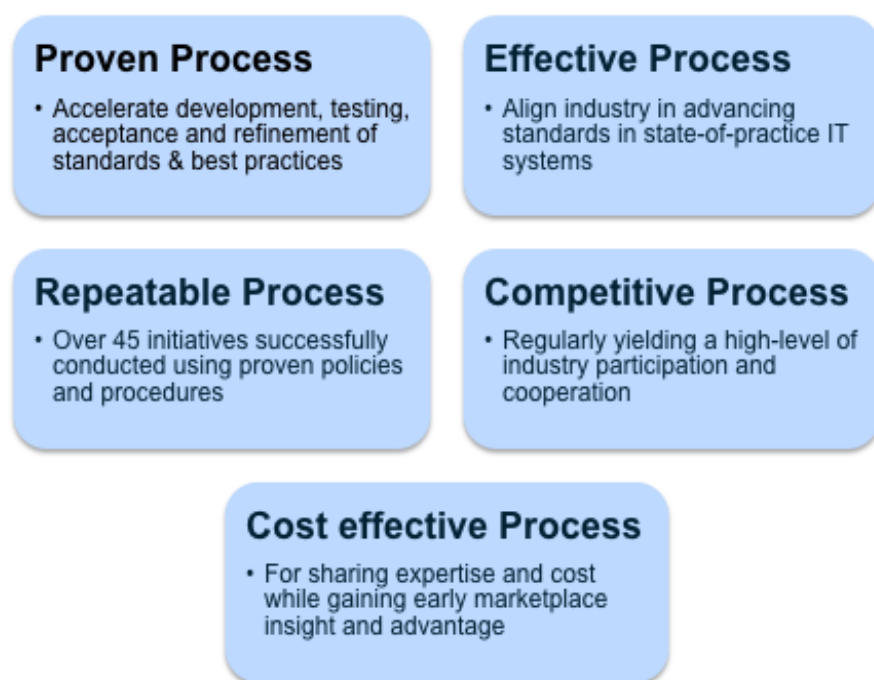 Proven Process
• Accelerate development, testing,
acceptance and refinement of
standards & best practices
Effective Process
• Align industry in advancing
standards in state-of-practice IT
systems
Repeatable Process
• Over 45 initiatives successfully
conducted using proven policies
and procedures
Competitive Process
• Regularly yielding a high-level of
industry participation and
cooperation
Cost effective Process
• For sharing expertise and cost
while gaining early marketplace
insight and advantage